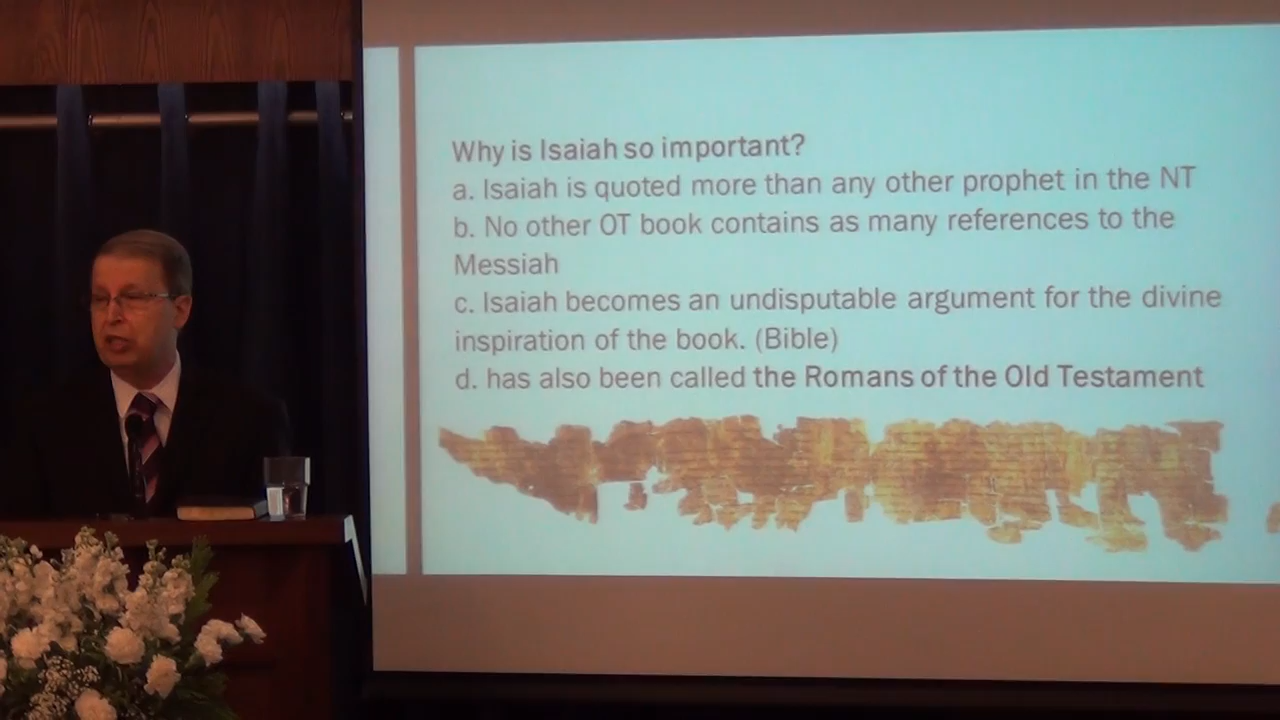 Why is Isaiah so important?
a. Isaiah is quoted more than any other prophet in the NT
b. No other OT book contains as many references to the
Messiah
c. Isaiah becomes an undisputable argument for the divine
inspiration of the book. (Bible)
d. has also been called the Romans of the Old Testament